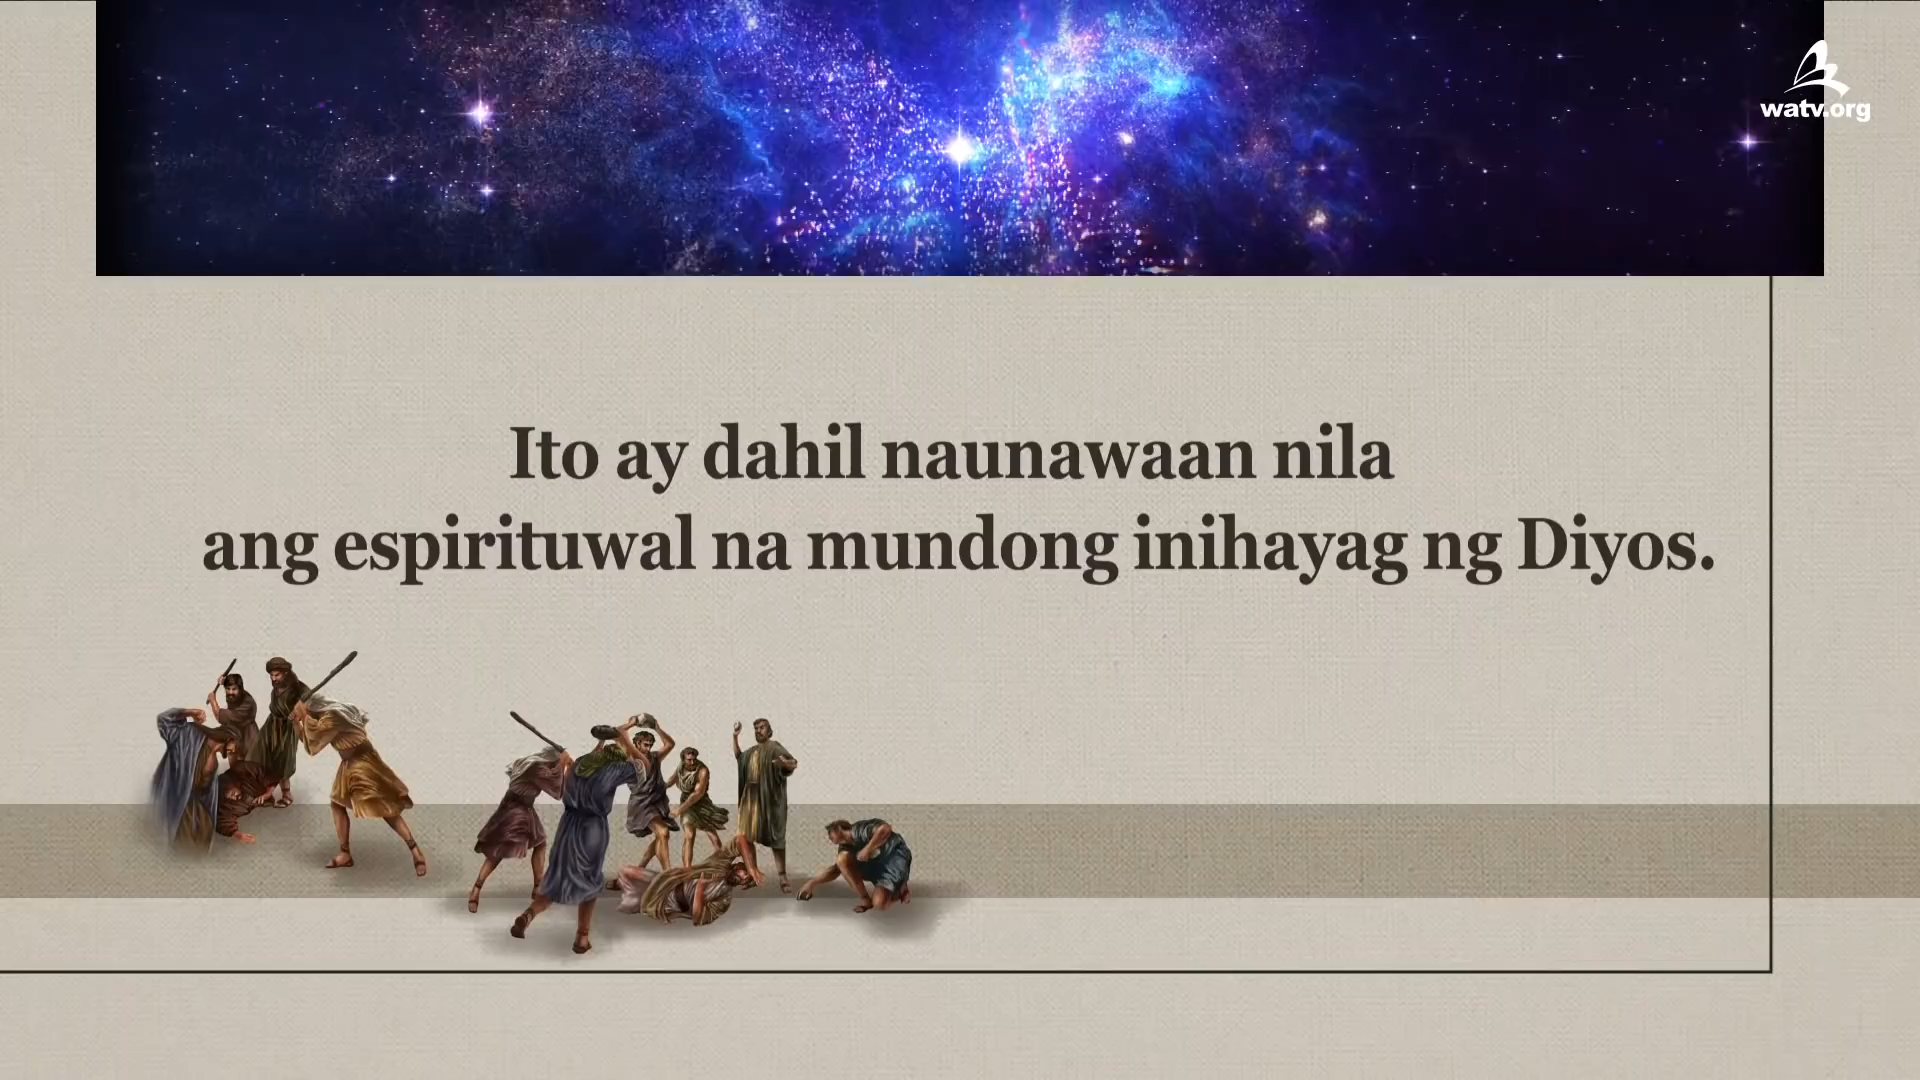 watv.org
Ito ay dahil naunawaan nila
ang espirituwal na mundong inihayag ng Diyos.